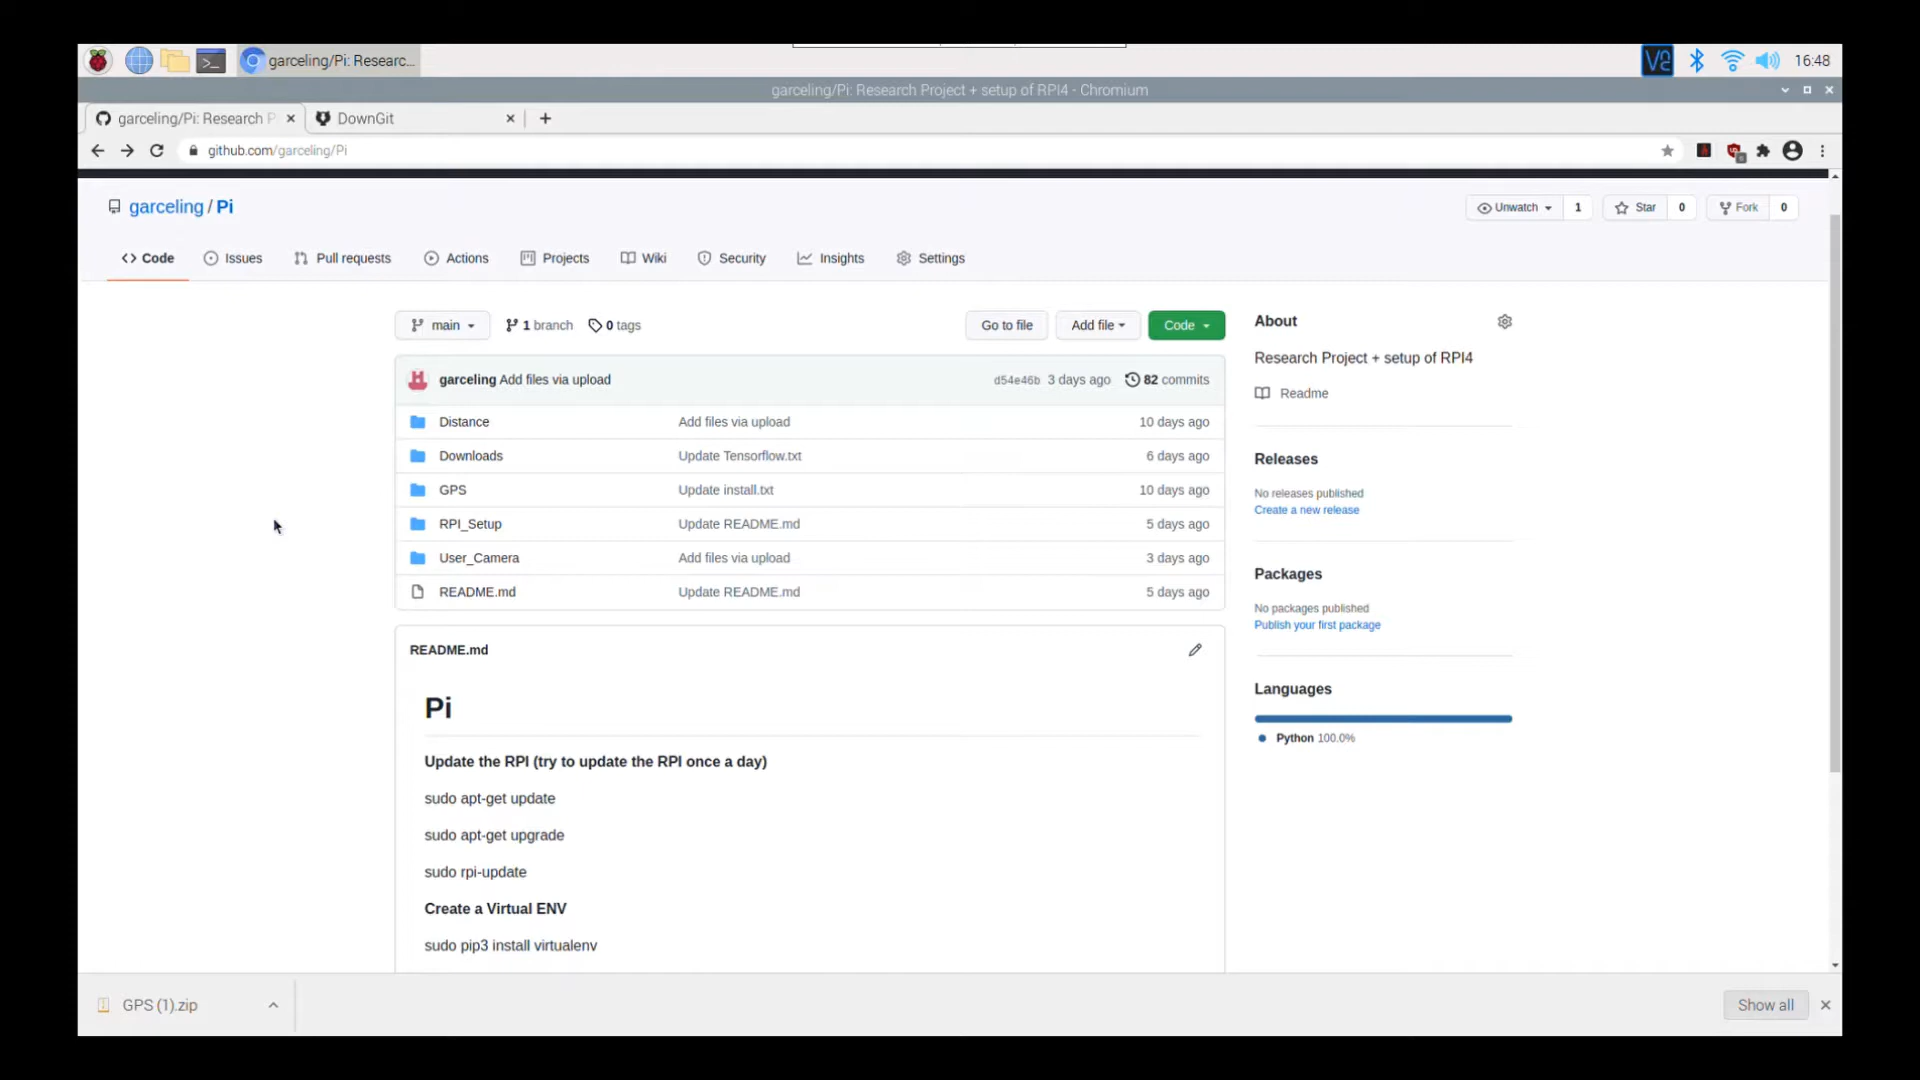 garceling/Pi: Researc...
16:48
garceling/Pi: Research Project + setup of RPI4 - Chromium
garceling/Pi: Research P
DownGit
github.com/garceling/Pi
garceling / Pi
Unwatch 1
Star 0
Fork 0
Code
Issues
Pull requests
Actions
Projects
Wiki
Security
Insights
Settings
main
1 branch
0 tags
Go to file
Add file
Code
garceling Add files via upload d54e46b 3 days ago 82 commits
Distance Add files via upload 10 days ago
Downloads Update Tensorflow.txt 6 days ago
GPS Update install.txt 10 days ago
RPI_Setup Update README.md 5 days ago
User_Camera Add files via upload 3 days ago
README.md Update README.md 5 days ago
README.md
Pi
Update the RPI (try to update the RPI once a day)
sudo apt-get update
sudo apt-get upgrade
sudo rpi-update
Create a Virtual ENV
sudo pip3 install virtualenv
About
Research Project + setup of RPI4
Readme
Releases
No releases published
Create a new release
Packages
No packages published
Publish your first package
Languages
Python 100.0%
GPS (1).zip
Show all